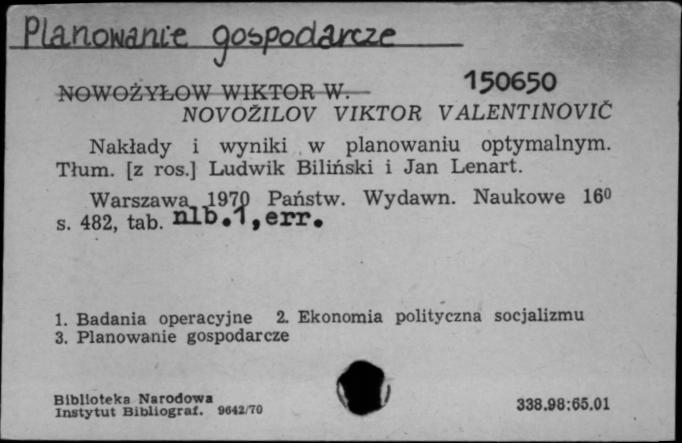 Planowanie gospodarcze
NOWOŻYŁOW WIKTOR W. 150650
NOVOŽILOV VIKTOR VALENTINOVIČ
Nakłady i wyniki w planowaniu optymalnym.
Tłum. [z ros.] Ludwik Biliński i Jan Lenart.
Warszawa 1970 Państw. Wydawn. Naukowe 16⁰
s. 482, tab. nlb.1,err.
1. Badania operacyjne 2. Ekonomia polityczna socjalizmu
3. Planowanie gospodarcze
Biblioteka Narodowa
Instytut Bibliograf. 9642/70 338.98:65.01